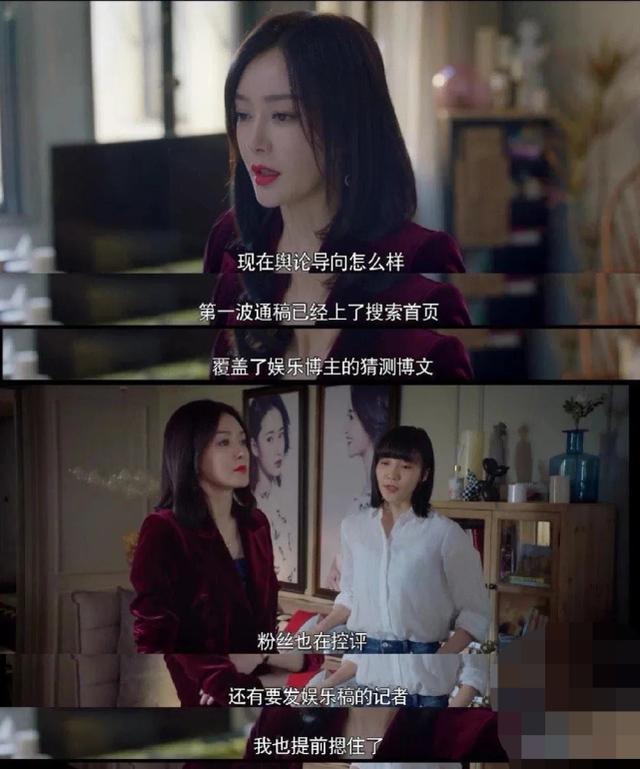 现在舆论导向怎么样
第一波通稿已经上了搜索首页
覆盖了娱乐博主的猜测博文
粉丝也在控评
还有要发娱乐稿的记者
我也提前摁住了